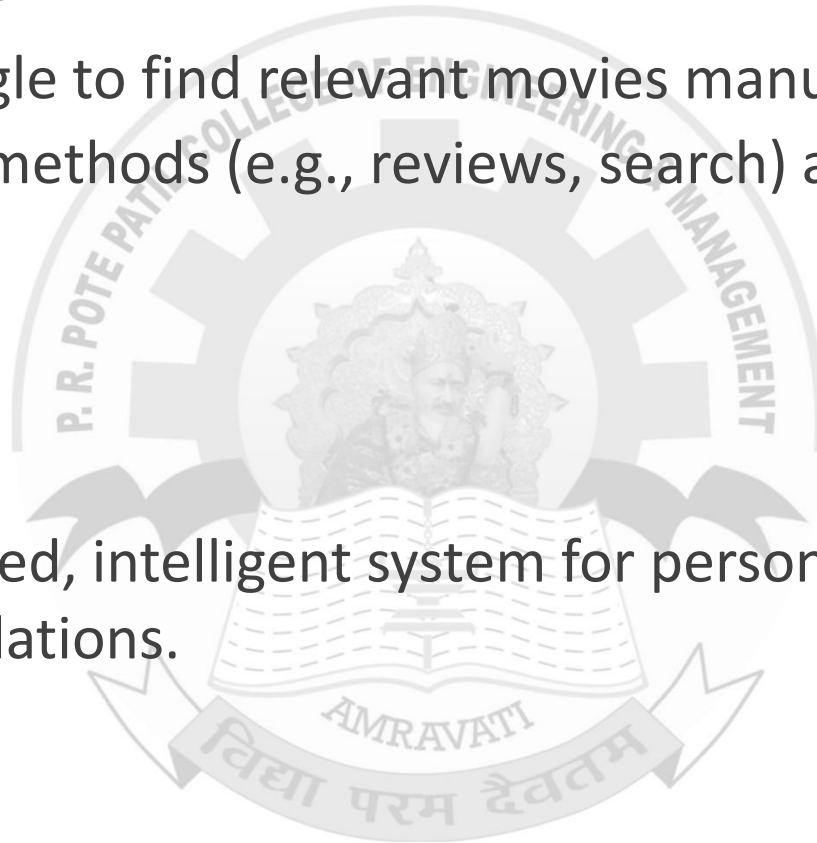 gle to find relevant movies manu
methods (e.g., reviews, search) a
ed, intelligent system for person
lations.
P. R. POTE PATIL COLLEGE OF ENGINEERING & MANAGEMENT
AMRAVATI
विद्या परम दैवतम